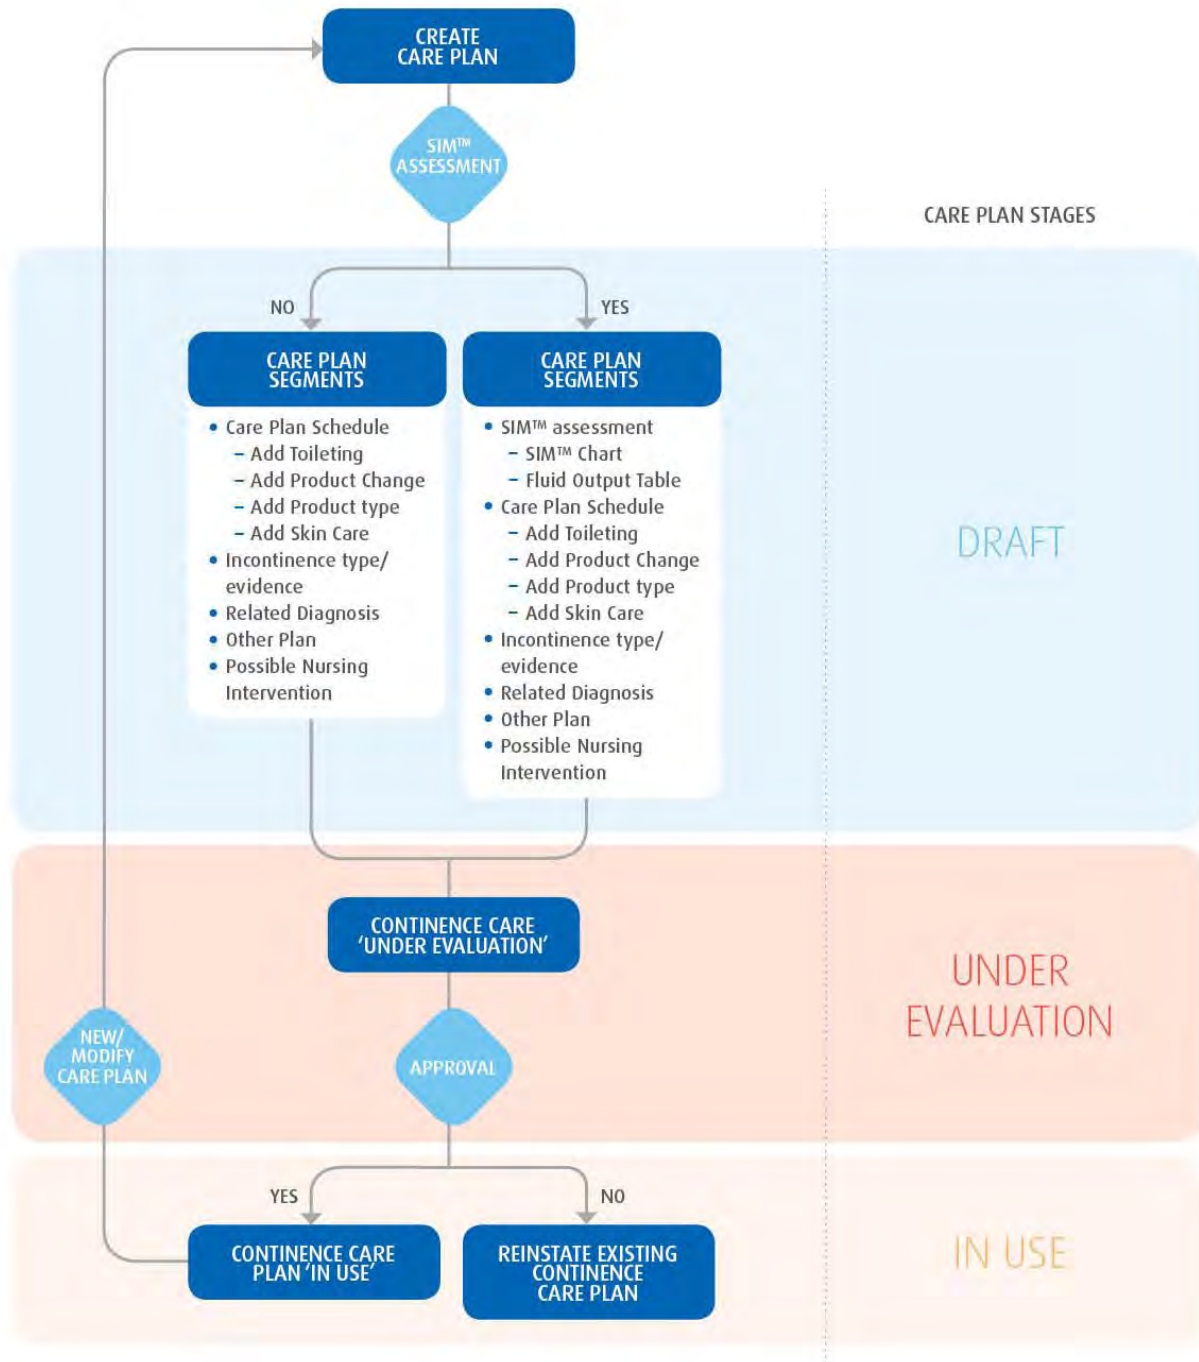 CREATE
CARE PLAN
SIM™
ASSESSMENT
CARE PLAN STAGES
NO
YES
CARE PLAN
SEGMENTS
• Care Plan Schedule
– Add Toileting
– Add Product Change
– Add Product type
– Add Skin Care
• Incontinence type/
evidence
• Related Diagnosis
• Other Plan
• Possible Nursing
Intervention
CARE PLAN
SEGMENTS
• SIM™ assessment
– SIM™ Chart
– Fluid Output Table
• Care Plan Schedule
– Add Toileting
– Add Product Change
– Add Product type
– Add Skin Care
• Incontinence type/
evidence
• Related Diagnosis
• Other Plan
• Possible Nursing
Intervention
DRAFT
CONTINENCE CARE
‘UNDER EVALUATION’
UNDER
EVALUATION
NEW/
MODIFY
CARE PLAN
APPROVAL
YES
NO
CONTINENCE CARE
PLAN ‘IN USE’
REINSTATE EXISTING
CONTINENCE
CARE PLAN
IN USE